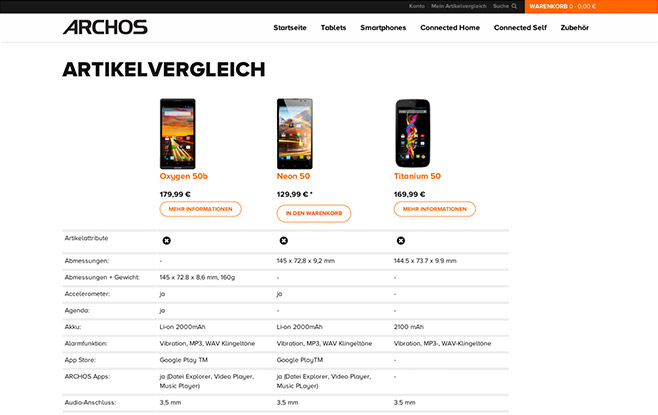 Konto Mein Artikelvergleich Suche WARENKORB 0 - 0,00 €
ARCHOS Startseite Tablets Smartphones Connected Home Connected Self Zubehör
ARTIKELVERGLEICH
Oxygen 50b Neon 50 Titanium 50
179,99 € 129,99 € * 169,99 €
MEHR INFORMATIONEN IN DEN WARENKORB MEHR INFORMATIONEN
Artikelattribute
Abmessungen: - 145 x 72,8 x 9,2 mm 144.5 x 73.7 x 9.9 mm
Abmessungen + Gewicht: 145 x 72.8 x 8,6 mm, 160g - -
Accelerometer: ja ja -
Agenda: ja - -
Akku: Li-on 2000mAh Li-on 2000mAh 2100 mAh
Alarmfunktion: Vibration, MP3, WAV Klingeltöne Vibration, MP3, WAV Klingeltöne Vibration, MP3-, WAV-Klingeltöne
App Store: Google Play TM Google PlayTM -
ARCHOS Apps: ja (Datei Explorer, Video Player, ja (Datei Explorer, Video Player, -
Music Player) Music PLayer)
Audio-Anschluss: 3,5 mm 3,5 mm 3.5 mm